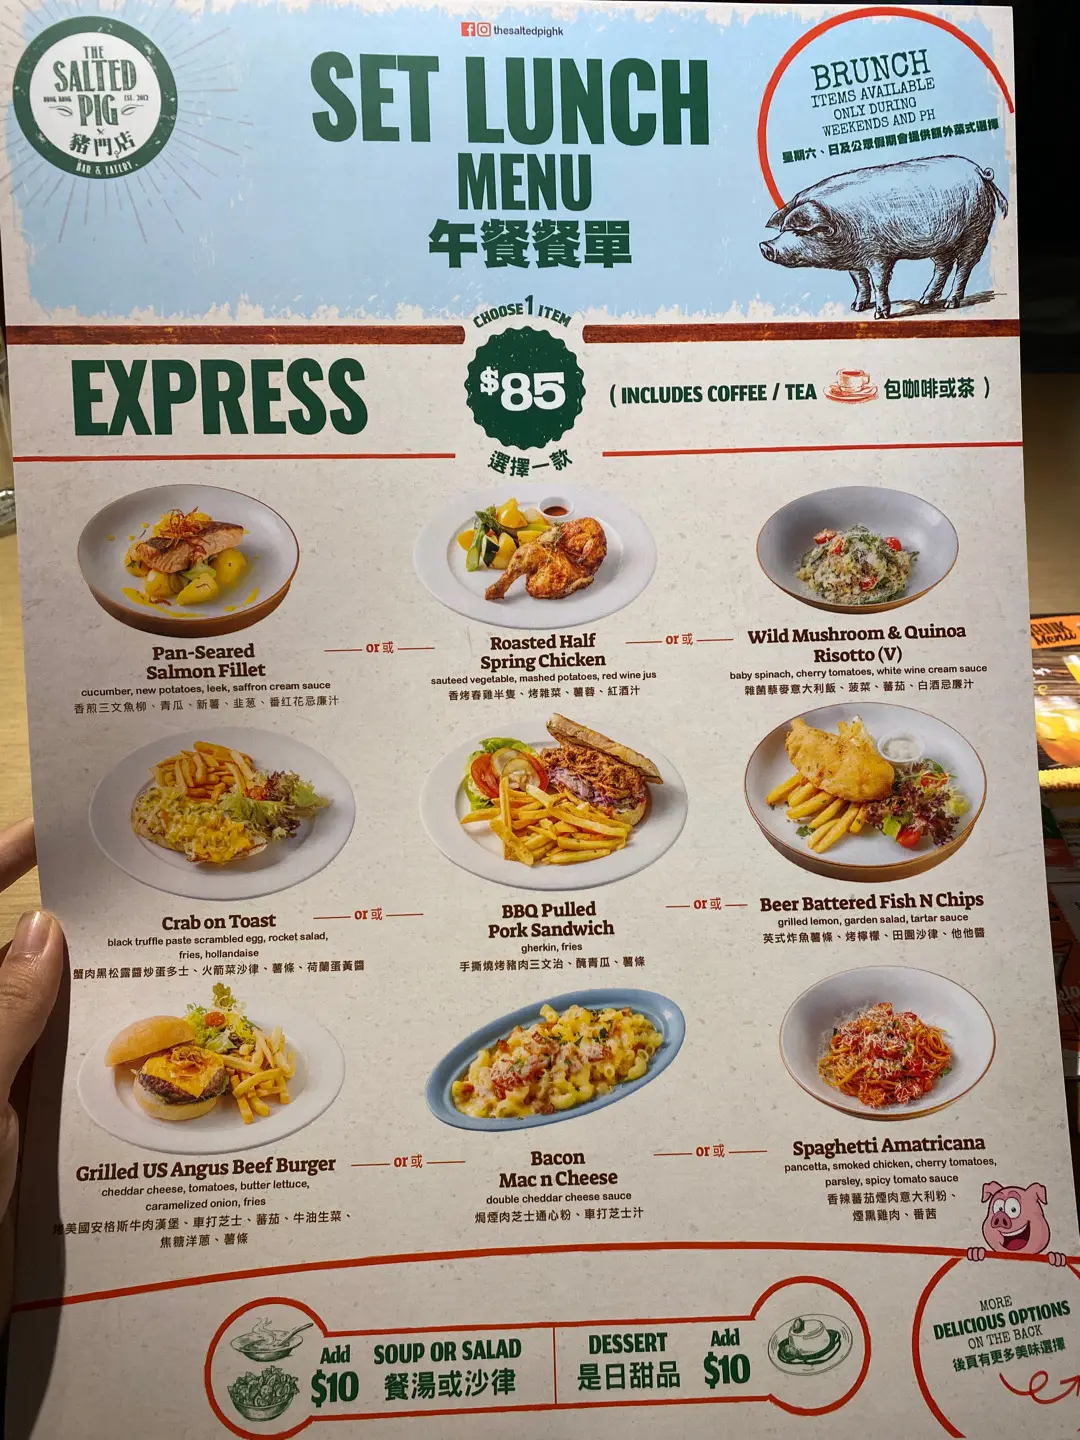 THE
SALTED
PIG
HONG KONG
EST. 2012
豬門店
BAR & EATERY
thesaltedpighk
SET LUNCH
MENU
午餐餐單
BRUNCH
ITEMS AVAILABLE
ONLY DURING
WEEKENDS AND PH
星期六、日及公眾假期會提供額外菜式選擇
CHOOSE 1 ITEM
EXPRESS
$85
( INCLUDES COFFEE / TEA 包咖啡或茶 )
選擇一款
Pan-Seared
Salmon Fillet
cucumber, new potatoes, leek, saffron cream sauce
香煎三文魚柳、青瓜、新薯、韭葱、番红花忌廉汁
or 或
Roasted Half
Spring Chicken
sauteed vegetable, mashed potatoes, red wine jus
香烤春雞半隻、烤雜菜、薯蓉、紅酒汁
or 或
Wild Mushroom & Quinoa
Risotto (V)
baby spinach, cherry tomatoes, white wine cream sauce
雜菌藜麥意大利飯、菠菜、蕃茄、白酒忌廉汁
Crab on Toast
black truffle paste scrambled egg, rocket salad,
fries, hollandaise
蟹肉黑松露醬炒蛋多士、火箭菜沙律、薯條、荷蘭蛋黃醬
or 或
BBQ Pulled
Pork Sandwich
gherkin, fries
手撕燒烤豬肉三文治、醃青瓜、薯條
or 或
Beer Battered Fish N Chips
grilled lemon, garden salad, tartar sauce
英式炸魚薯條、烤檸檬、田園沙律、他他醬
Grilled US Angus Beef Burger
cheddar cheese, tomatoes, butter lettuce,
caramelized onion, fries
烤美國安格斯牛肉漢堡、車打芝士、蕃茄、牛油生菜、
焦糖洋蔥、薯條
or 或
Bacon
Mac n Cheese
double cheddar cheese sauce
焗煙肉芝士通心粉、車打芝士汁
or 或
Spaghetti Amatricana
pancetta, smoked chicken, cherry tomatoes,
parsley, spicy tomato sauce
香辣蕃茄煙肉意大利粉、
煙熏雞肉、番茜
Add
$10
SOUP OR SALAD
餐湯或沙律
DESSERT
是日甜品
Add
$10
MORE
DELICIOUS OPTIONS
ON THE BACK
後頁有更多美味選擇
Menu